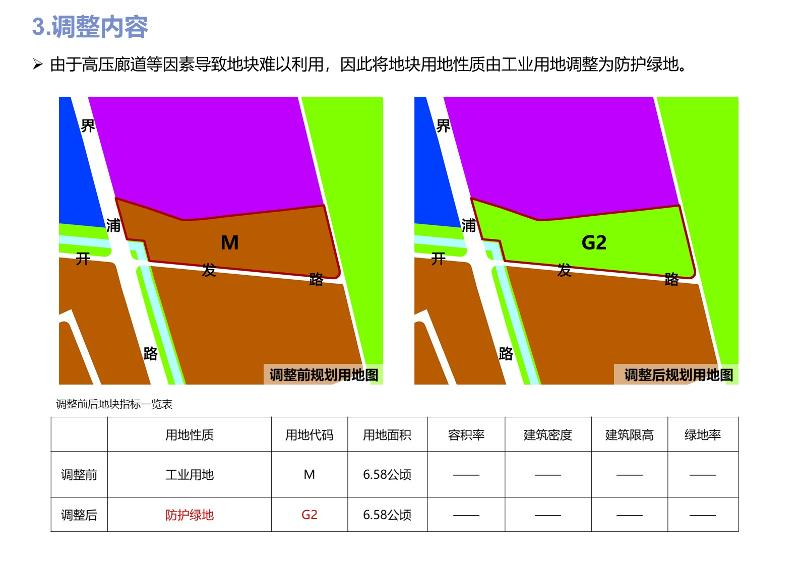 3.调整内容
➢ 由于高压廊道等因素导致地块难以利用，因此将地块用地性质由工业用地调整为防护绿地。
界
浦
M
开
发
路
路
调整前规划用地图
界
浦
G2
开
发
路
路
调整后规划用地图
调整前后地块指标一览表
用地性质 用地代码 用地面积 容积率 建筑密度 建筑限高 绿地率
调整前 工业用地 M 6.58公顷 —— —— —— ——
调整后 防护绿地 G2 6.58公顷 —— —— —— ——